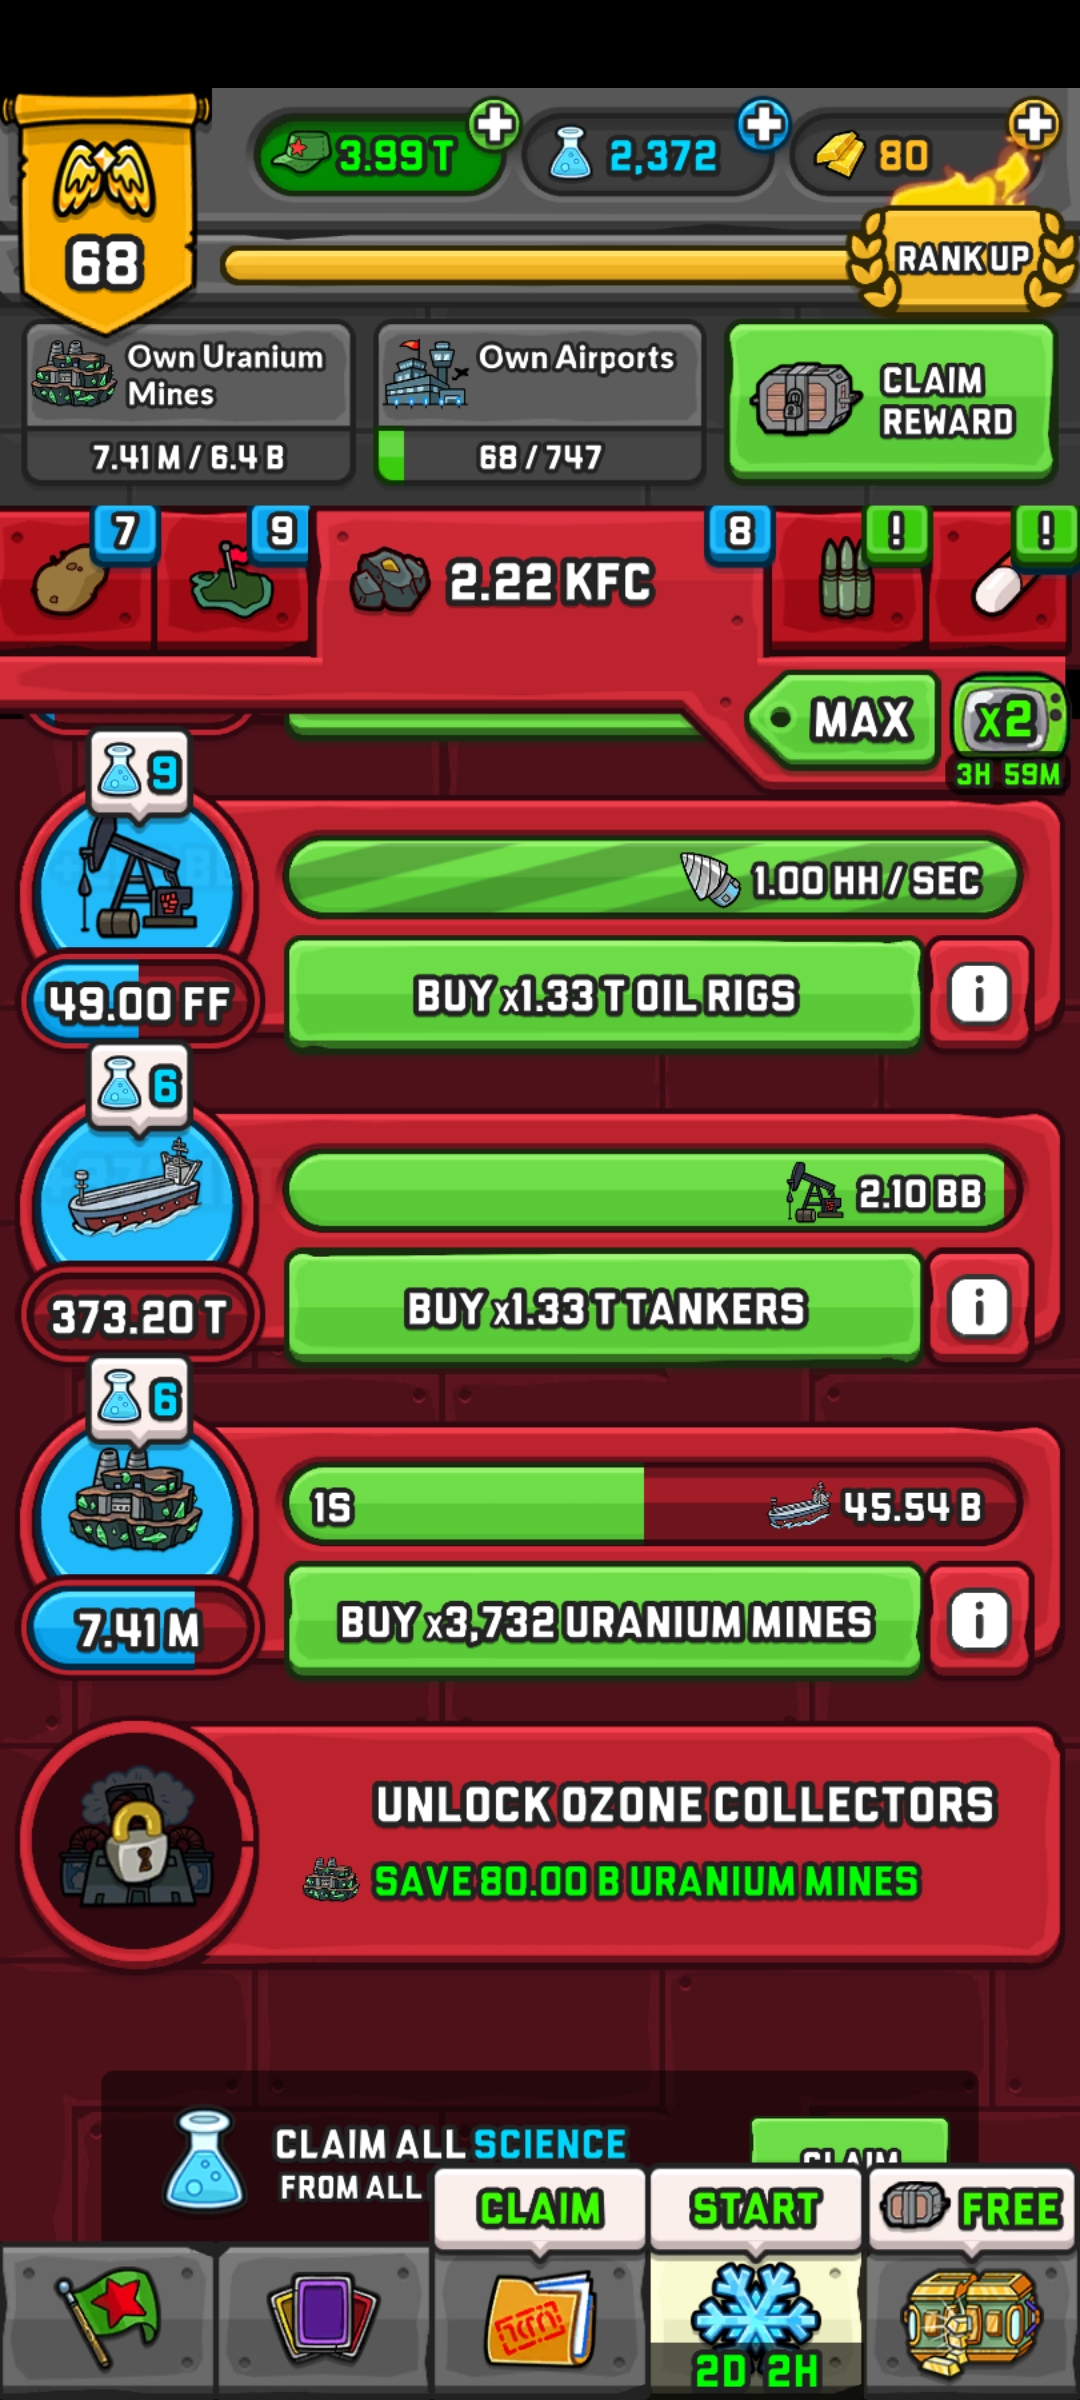 3.99 T
2,372
80
68
RANK UP
Own Uranium
Mines
7.41 M / 6.4 B
Own Airports
68 / 747
CLAIM
REWARD
7
9
2.22 KFC
8
!
!
MAX
x2
3H 59M
9
1.00 HH / SEC
49.00 FF
BUY x1.33 T OIL RIGS
i
6
2.10 BB
373.20 T
BUY x1.33 T TANKERS
i
6
1S
45.54 B
7.41 M
BUY x3,732 URANIUM MINES
i
UNLOCK OZONE COLLECTORS
SAVE 80.00 B URANIUM MINES
CLAIM ALL SCIENCE
FROM ALL
CLAIM
CLAIM
START
FREE
2D 2H